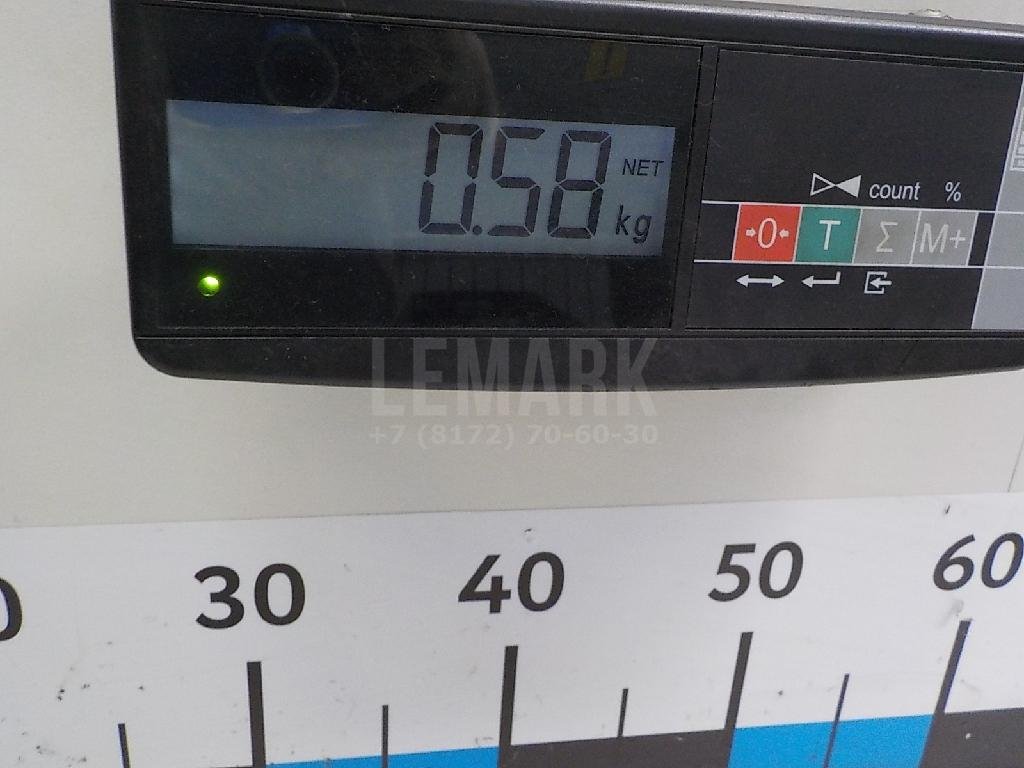 0.58 NET kg
count %
→0← T Σ M+
LEMARK
+7 (8172) 70-60-30
30 40 50 60